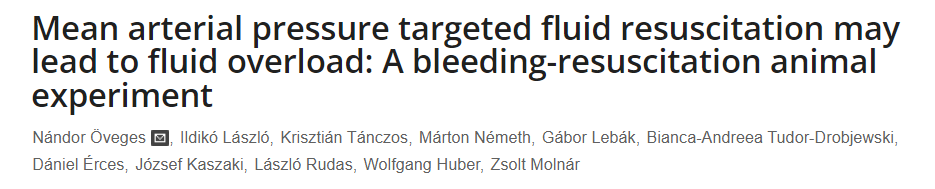 Mean arterial pressure targeted fluid resuscitation may
lead to fluid overload: A bleeding-resuscitation animal
experiment
Nándor Öveges, Ildikó László, Krisztián Tánczos, Márton Németh, Gábor Lebák, Bianca-Andreea Tudor-Drobjewski,
Dániel Érces, József Kaszaki, László Rudas, Wolfgang Huber, Zsolt Molnár